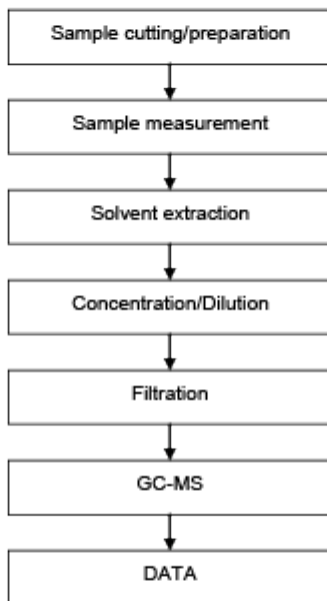 Sample cutting/preparation
Sample measurement
Solvent extraction
Concentration/Dilution
Filtration
GC-MS
DATA